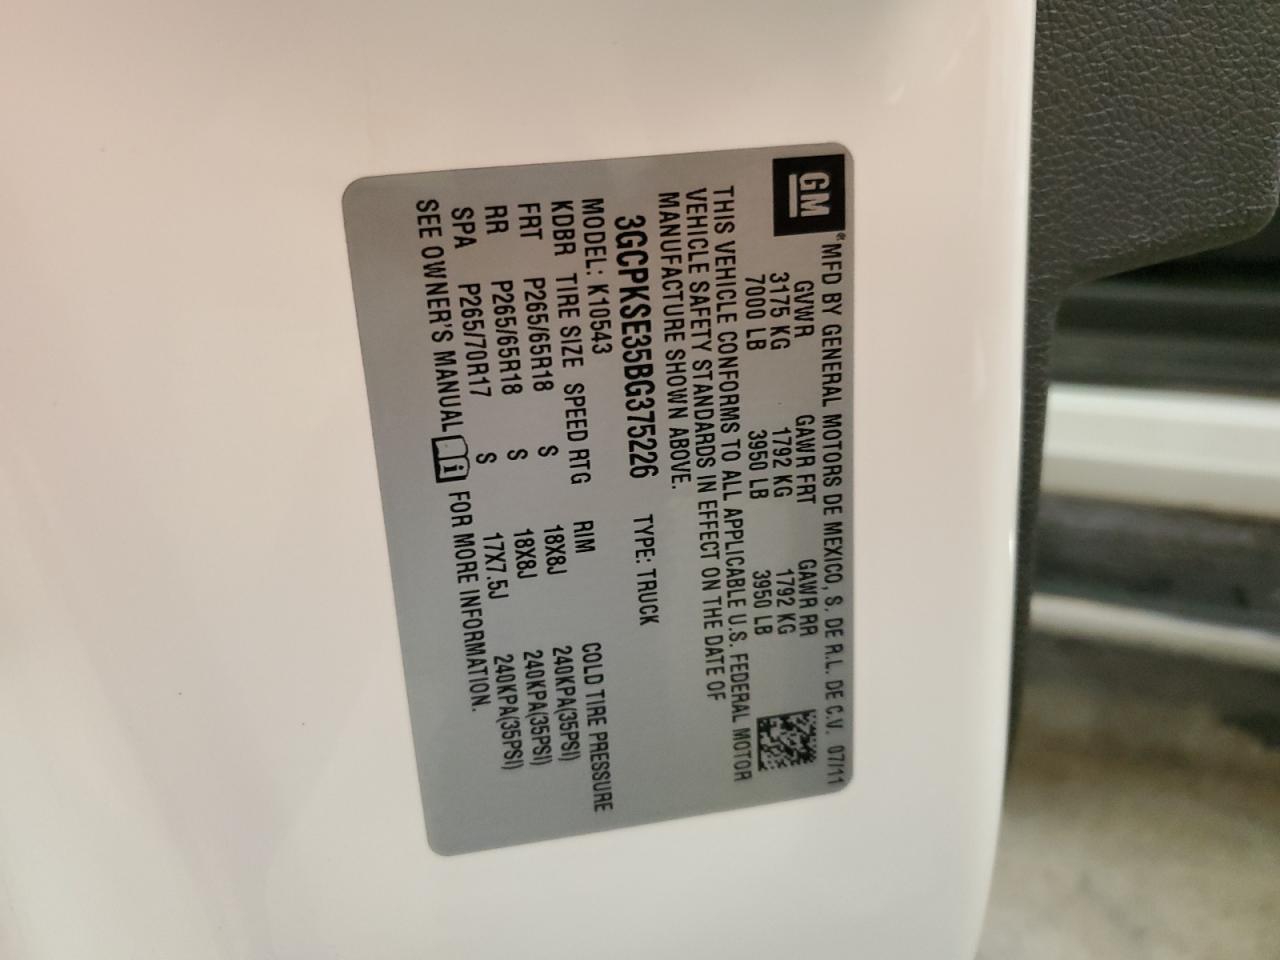 GM
® MFD BY GENERAL MOTORS DE MEXICO, S. DE R.L. DE C.V. 07/11
GVWR GAWR FRT GAWR RR
3175 KG 1792 KG 1792 KG
7000 LB 3950 LB 3950 LB
THIS VEHICLE CONFORMS TO ALL APPLICABLE U.S. FEDERAL MOTOR
VEHICLE SAFETY STANDARDS IN EFFECT ON THE DATE OF
MANUFACTURE SHOWN ABOVE.
3GCPKSE35BG375226 TYPE: TRUCK
MODEL: K10543
KDBR TIRE SIZE SPEED RTG RIM COLD TIRE PRESSURE
FRT P265/65R18 S 18X8J 240KPA(35PSI)
RR P265/65R18 S 18X8J 240KPA(35PSI)
SPA P265/70R17 S 17X7.5J 240KPA(35PSI)
SEE OWNER'S MANUAL i FOR MORE INFORMATION.